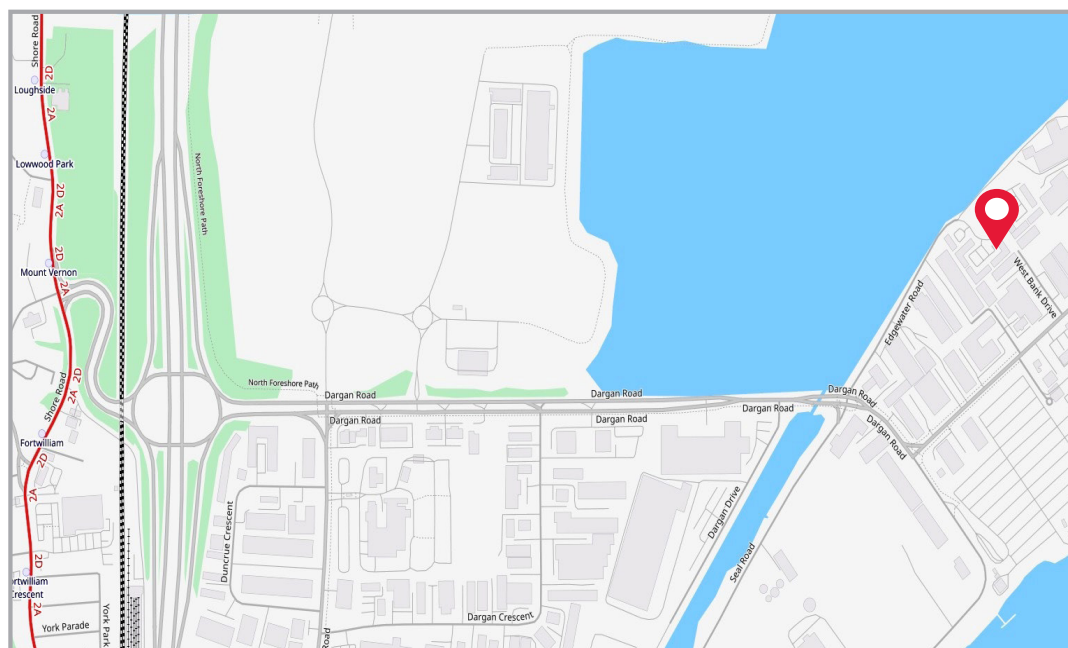 Shore Road
2D
Loughside
2A
Lowwood Park
2D
2A
North Foreshore Path
2D
Mount Vernon
2A
West Bank Drive
Edgewater Road
North Foreshore Path
2D
2A
Shore Road
Dargan Road
Dargan Road
Dargan Road
Dargan Road
Dargan Road
Dargan Road
Dargan Road
Fortwilliam
2D
2A
Duncrue Crescent
Dargan Drive
Seal Road
2D
ortwilliam
Crescent
2A
York Parade
York Park
Dargan Crescent
Road